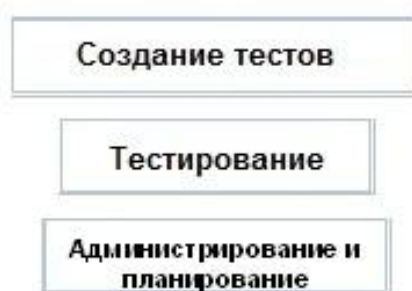 Создание тестов
Тестирование
Администрирование и
планирование